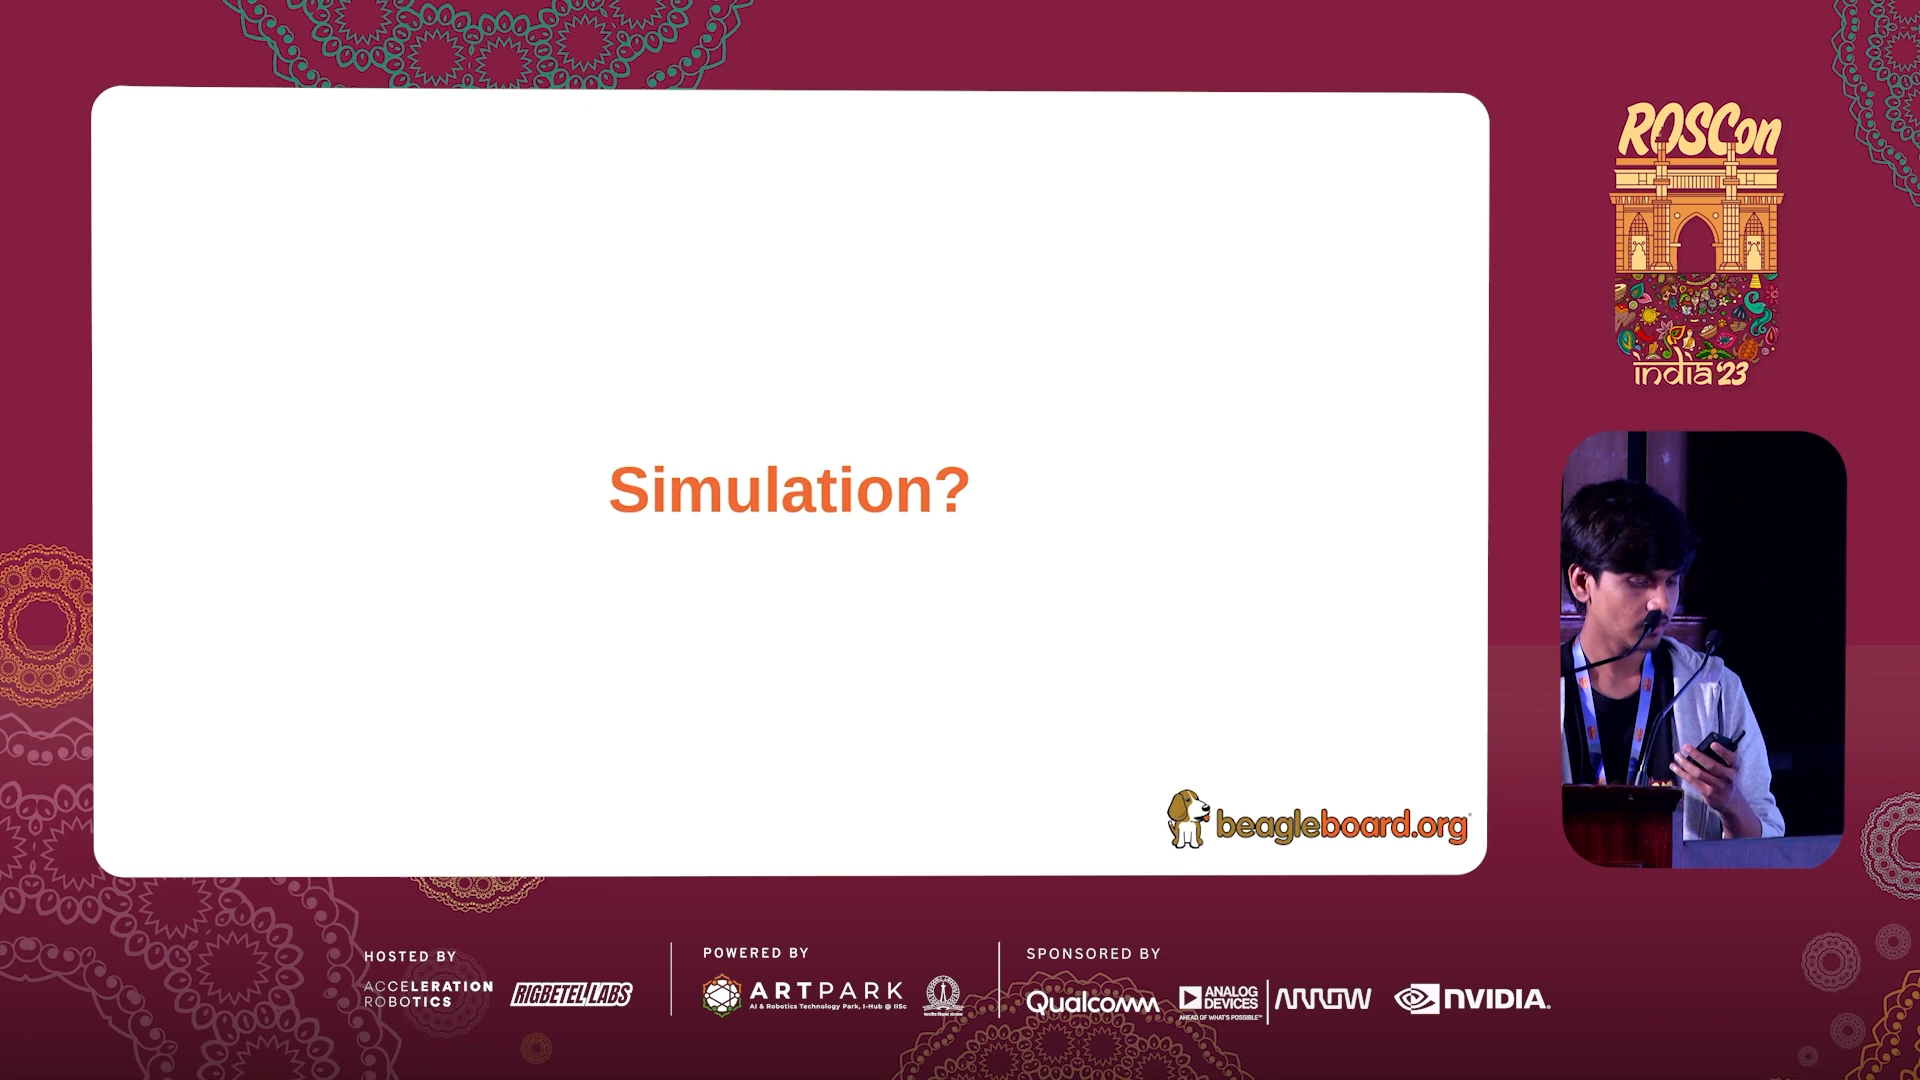 ROSCon
india'23
Simulation?
beagleboard.org
HOSTED BY
ACCELERATION
ROBOTICS
RIGBETEL LABS
POWERED BY
ARTPARK
AI & Robotics Technology Park, I-Hub @ IISc
SPONSORED BY
Qualcomm
ANALOG
DEVICES
AHEAD OF WHAT'S POSSIBLE™
ARROW
NVIDIA.